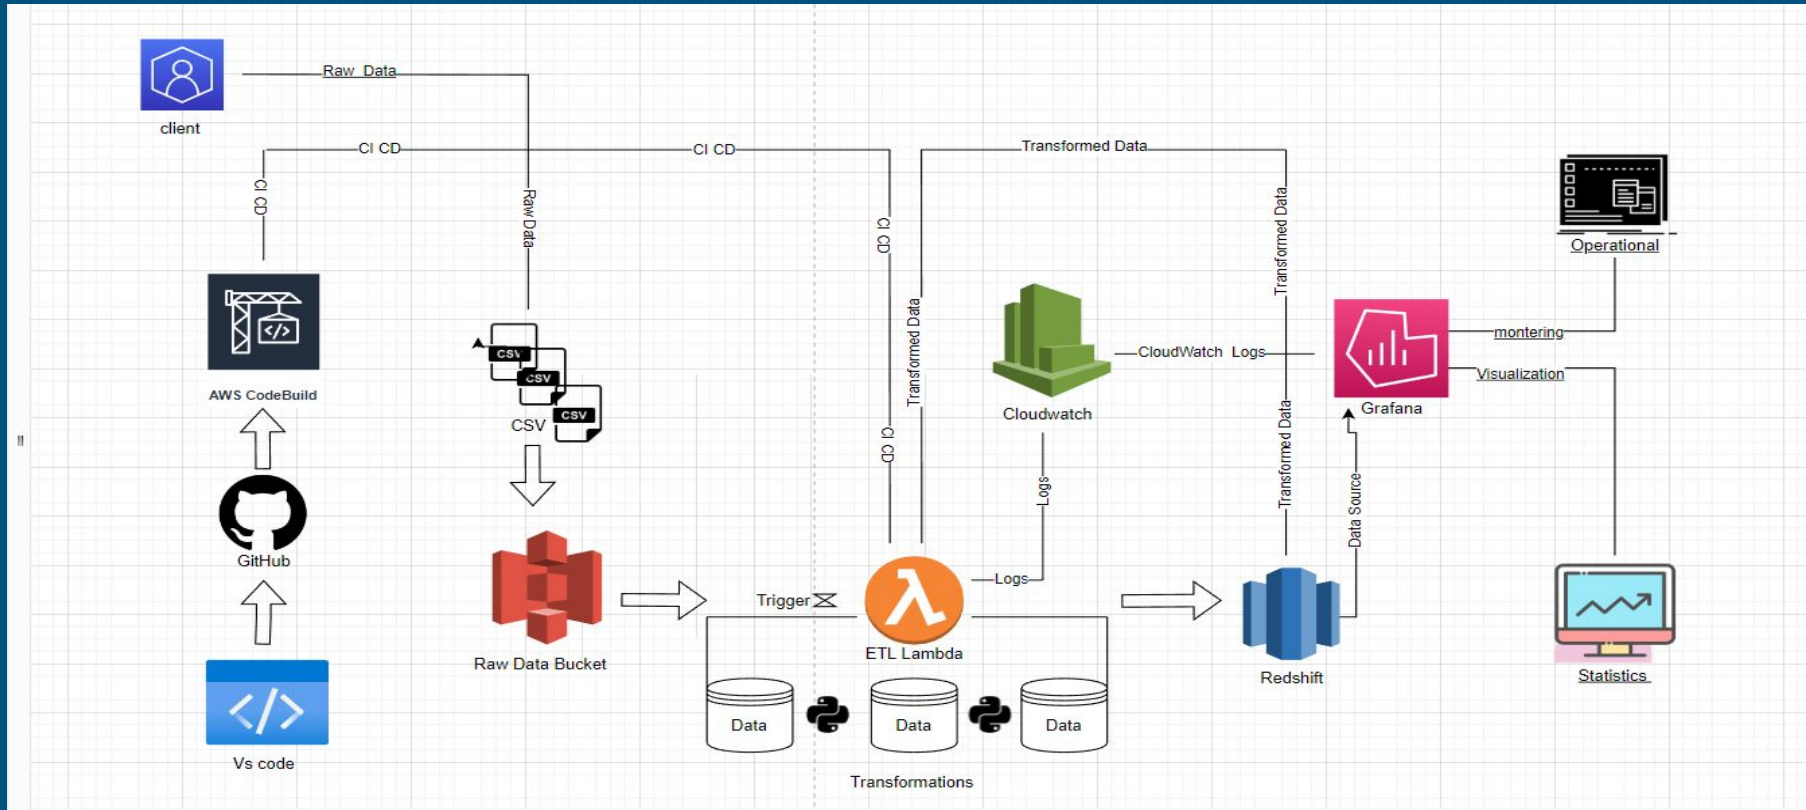 Raw Data
client
CI CD
CI CD
Transformed Data
CI CD
Raw Data
CI CD
Transformed Data
Operational
CSV
CSV
CSV
CSV
AWS CodeBuild
Transformed Data
CloudWatch Logs
Cloudwatch
montering
Visualization
Grafana
CI CD
Transformed Data
Logs
Data Source
GitHub
Trigger
Logs
ETL Lambda
Raw Data Bucket
Redshift
Statistics
</>
Data
Data
Data
Vs code
Transformations
</>
λ